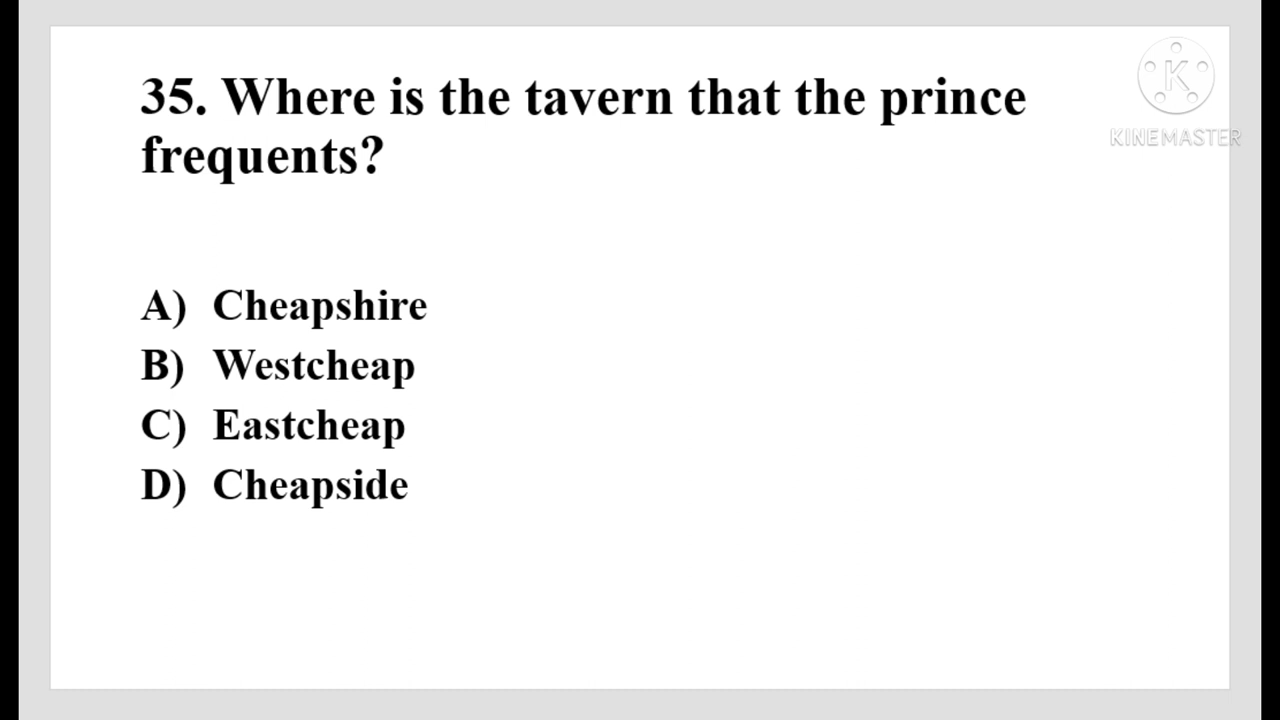 35. Where is the tavern that the prince
frequents?
K
KINEMASTER
A) Cheapshire
B) Westcheap
C) Eastcheap
D) Cheapside